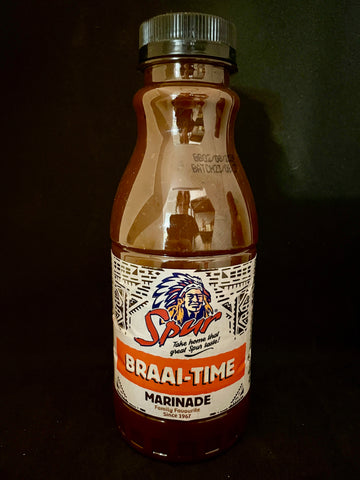 Spur
Take home that
great Spur taste!
BRAAI-TIME
MARINADE
Family Favourite
Since 1967